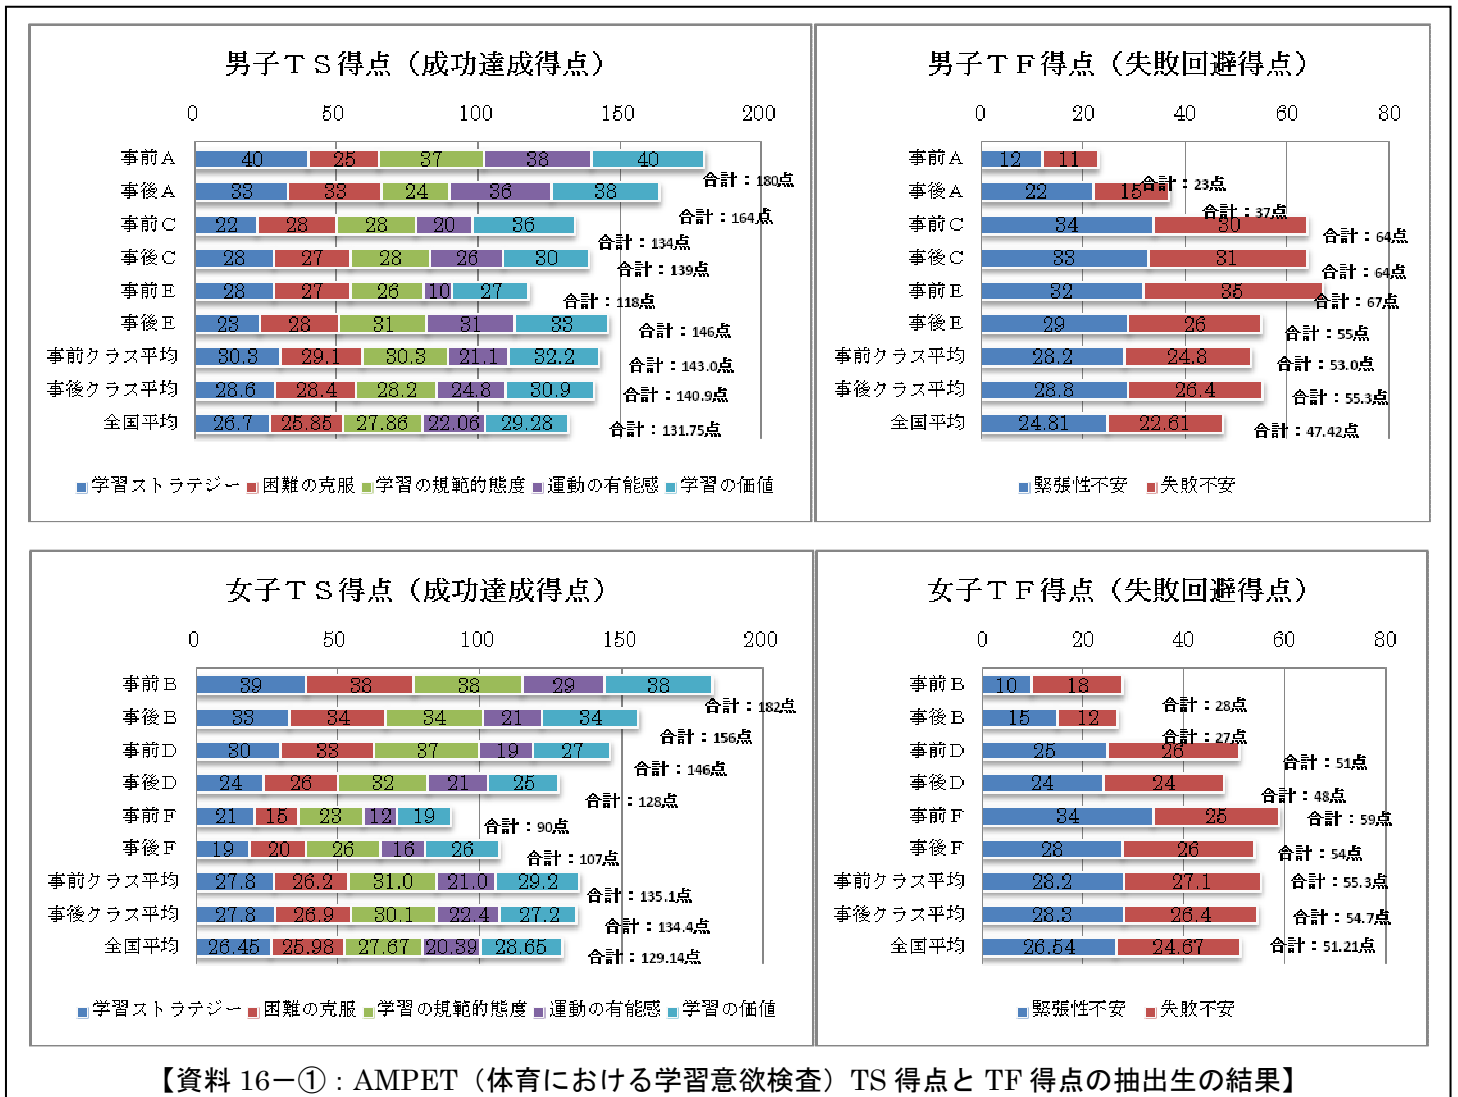 男子ＴＳ得点（成功達成得点）
0 50 100 150 200
事前Ａ 40 25 37 38 40 合計：180点
事後Ａ 33 33 24 36 38 合計：164点
事前Ｃ 22 28 28 20 36 合計：134点
事後Ｃ 28 27 28 26 30 合計：139点
事前Ｅ 28 27 26 10 27 合計：118点
事後Ｅ 23 28 31 31 33 合計：146点
事前クラス平均 30.3 29.1 30.3 21.1 32.2 合計：143.0点
事後クラス平均 28.6 28.4 28.2 24.8 30.9 合計：140.9点
全国平均 26.7 25.85 27.86 22.06 29.28 合計：131.75点
学習ストラテジー 困難の克服 学習の規範的態度 運動の有能感 学習の価値
男子ＴＦ得点（失敗回避得点）
0 20 40 60 80
事前Ａ 12 11 合計：23点
事後Ａ 22 15 合計：37点
事前Ｃ 34 30 合計：64点
事後Ｃ 33 31 合計：64点
事前Ｅ 32 35 合計：67点
事後Ｅ 29 26 合計：55点
事前クラス平均 28.2 24.8 合計：53.0点
事後クラス平均 28.8 26.4 合計：55.3点
全国平均 24.81 22.61 合計：47.42点
緊張性不安 失敗不安
女子ＴＳ得点（成功達成得点）
0 50 100 150 200
事前Ｂ 39 38 38 29 38 合計：182点
事後Ｂ 33 34 34 21 34 合計：156点
事前Ｄ 30 33 37 19 27 合計：146点
事後Ｄ 24 26 32 21 25 合計：128点
事前Ｆ 21 15 23 12 19 合計：90点
事後Ｆ 19 20 26 16 26 合計：107点
事前クラス平均 27.8 26.2 31.0 21.0 29.2 合計：135.1点
事後クラス平均 27.8 26.9 30.1 22.4 27.2 合計：134.4点
全国平均 26.45 25.98 27.67 20.39 28.65 合計：129.14点
学習ストラテジー 困難の克服 学習の規範的態度 運動の有能感 学習の価値
女子ＴＦ得点（失敗回避得点）
0 20 40 60 80
事前Ｂ 10 18 合計：28点
事後Ｂ 15 12 合計：27点
事前Ｄ 25 26 合計：51点
事後Ｄ 24 24 合計：48点
事前Ｆ 34 25 合計：59点
事後Ｆ 28 26 合計：54点
事前クラス平均 28.2 27.1 合計：55.3点
事後クラス平均 28.3 26.4 合計：54.7点
全国平均 26.54 24.67 合計：51.21点
緊張性不安 失敗不安
【資料 16－①：AMPET（体育における学習意欲検査）TS 得点と TF 得点の抽出生の結果】